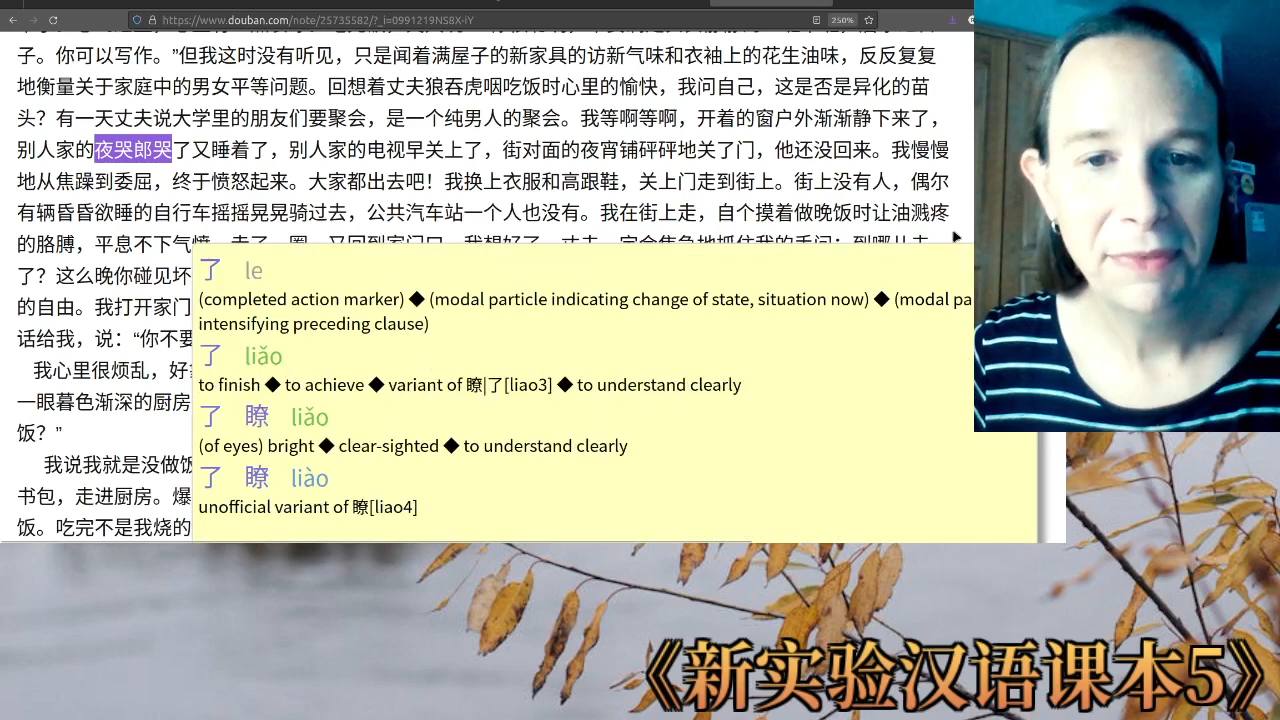 https://www.douban.com/note/25735582/?_i=0991219NS8X-iY
250%
子。你可以写作。”但我这时没有听见，只是闻着满屋子的新家具的访新气味和衣袖上的花生油味，反反复复
地衡量关于家庭中的男女平等问题。回想着丈夫狼吞虎咽吃饭时心里的愉快，我问自己，这是否是异化的苗
头？有一天丈夫说大学里的朋友们要聚会，是一个纯男人的聚会。我等啊等啊，开着的窗户外渐渐静下来了，
别人家的夜哭郎哭了又睡着了，别人家的电视早关上了，街对面的夜宵铺砰砰地关了门，他还没回来。我慢慢
地从焦躁到委屈，终于愤怒起来。大家都出去吧！我换上衣服和高跟鞋，关上门走到街上。街上没有人，偶尔
有辆昏昏欲睡的自行车摇摇晃晃骑过去，公共汽车站一个人也没有。我在街上走，自个摸着做晚饭时让油溅疼
的胳膊，平息不下气
了？这么晚你碰见坏
的自由。我打开家门
话给我，说：“你不要
我心里很烦乱，好
一眼暮色渐深的厨房
饭？”
我说我就是没做饭
书包，走进厨房。爆
饭。吃完不是我烧的
了 le
(completed action marker) ◆ (modal particle indicating change of state, situation now) ◆ (modal pa
intensifying preceding clause)
了 liǎo
to finish ◆ to achieve ◆ variant of 瞭|了[liao3] ◆ to understand clearly
了 瞭 liǎo
(of eyes) bright ◆ clear-sighted ◆ to understand clearly
了 瞭 liào
unofficial variant of 瞭[liao4]
《新实验汉语课本5》